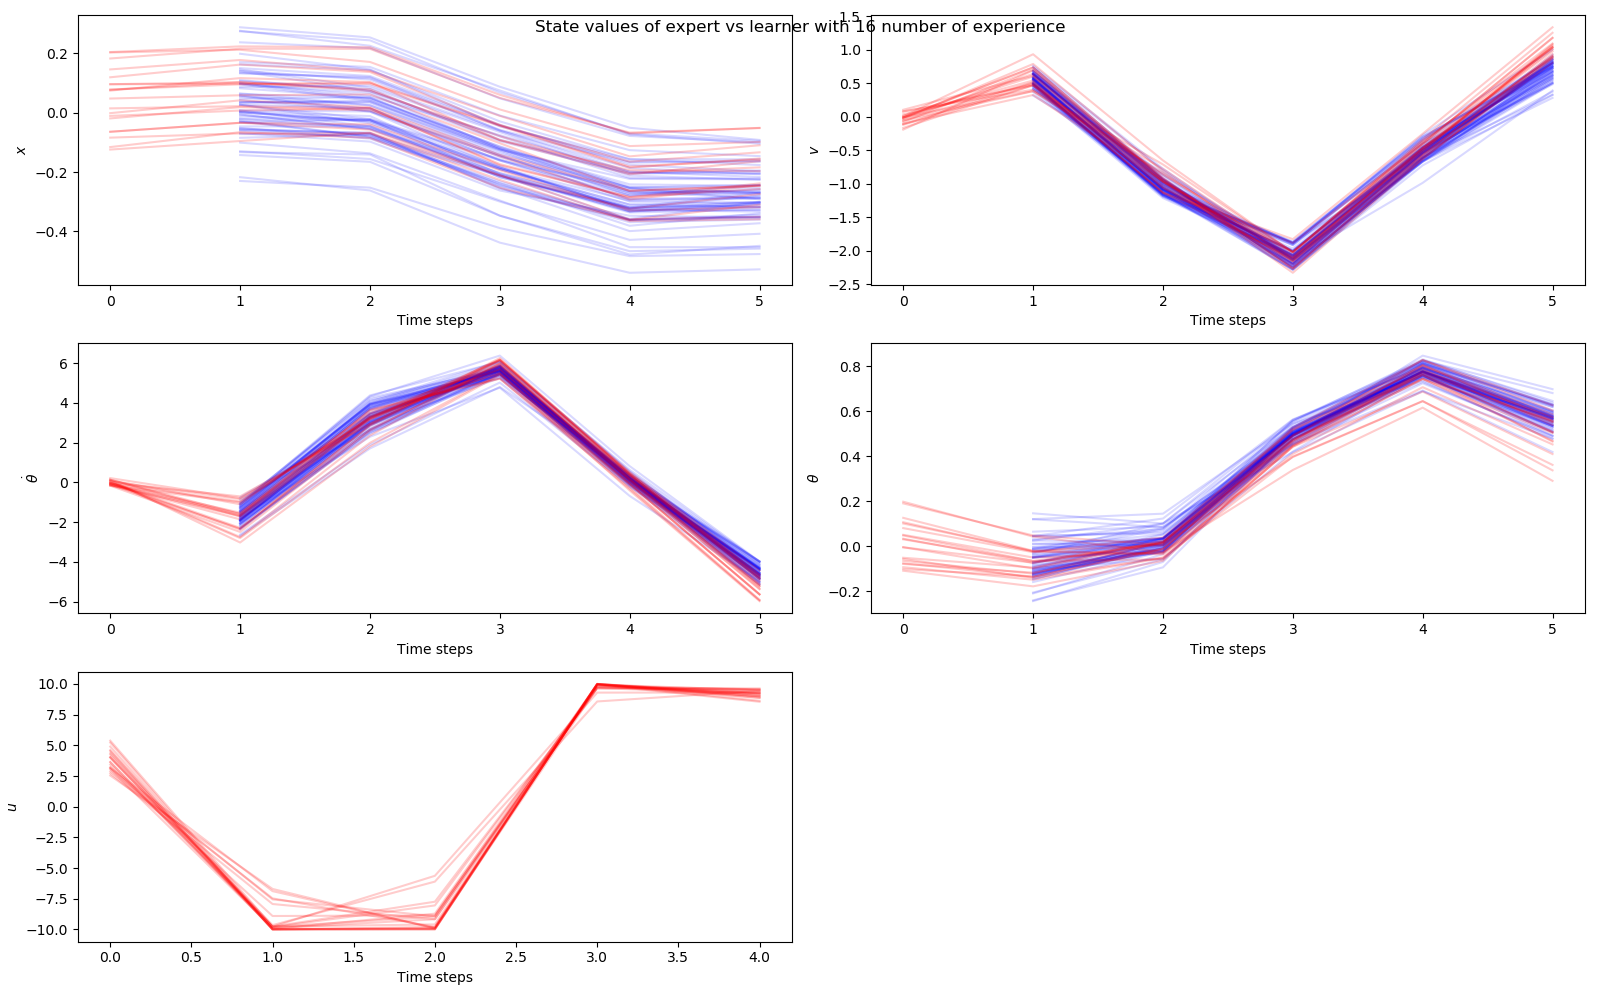 State values of expert vs learner with 16 number of experience
0.2
0.0
−0.2
−0.4
x
0 1 2 3 4 5
Time steps
1.5
1.0
0.5
0.0
−0.5
−1.0
−1.5
−2.0
−2.5
v
0 1 2 3 4 5
Time steps
6
4
2
0
−2
−4
−6
θ̇
0 1 2 3 4 5
Time steps
0.8
0.6
0.4
0.2
0.0
−0.2
θ
0 1 2 3 4 5
Time steps
10.0
7.5
5.0
2.5
0.0
−2.5
−5.0
−7.5
−10.0
u
0.0 0.5 1.0 1.5 2.0 2.5 3.0 3.5 4.0
Time steps